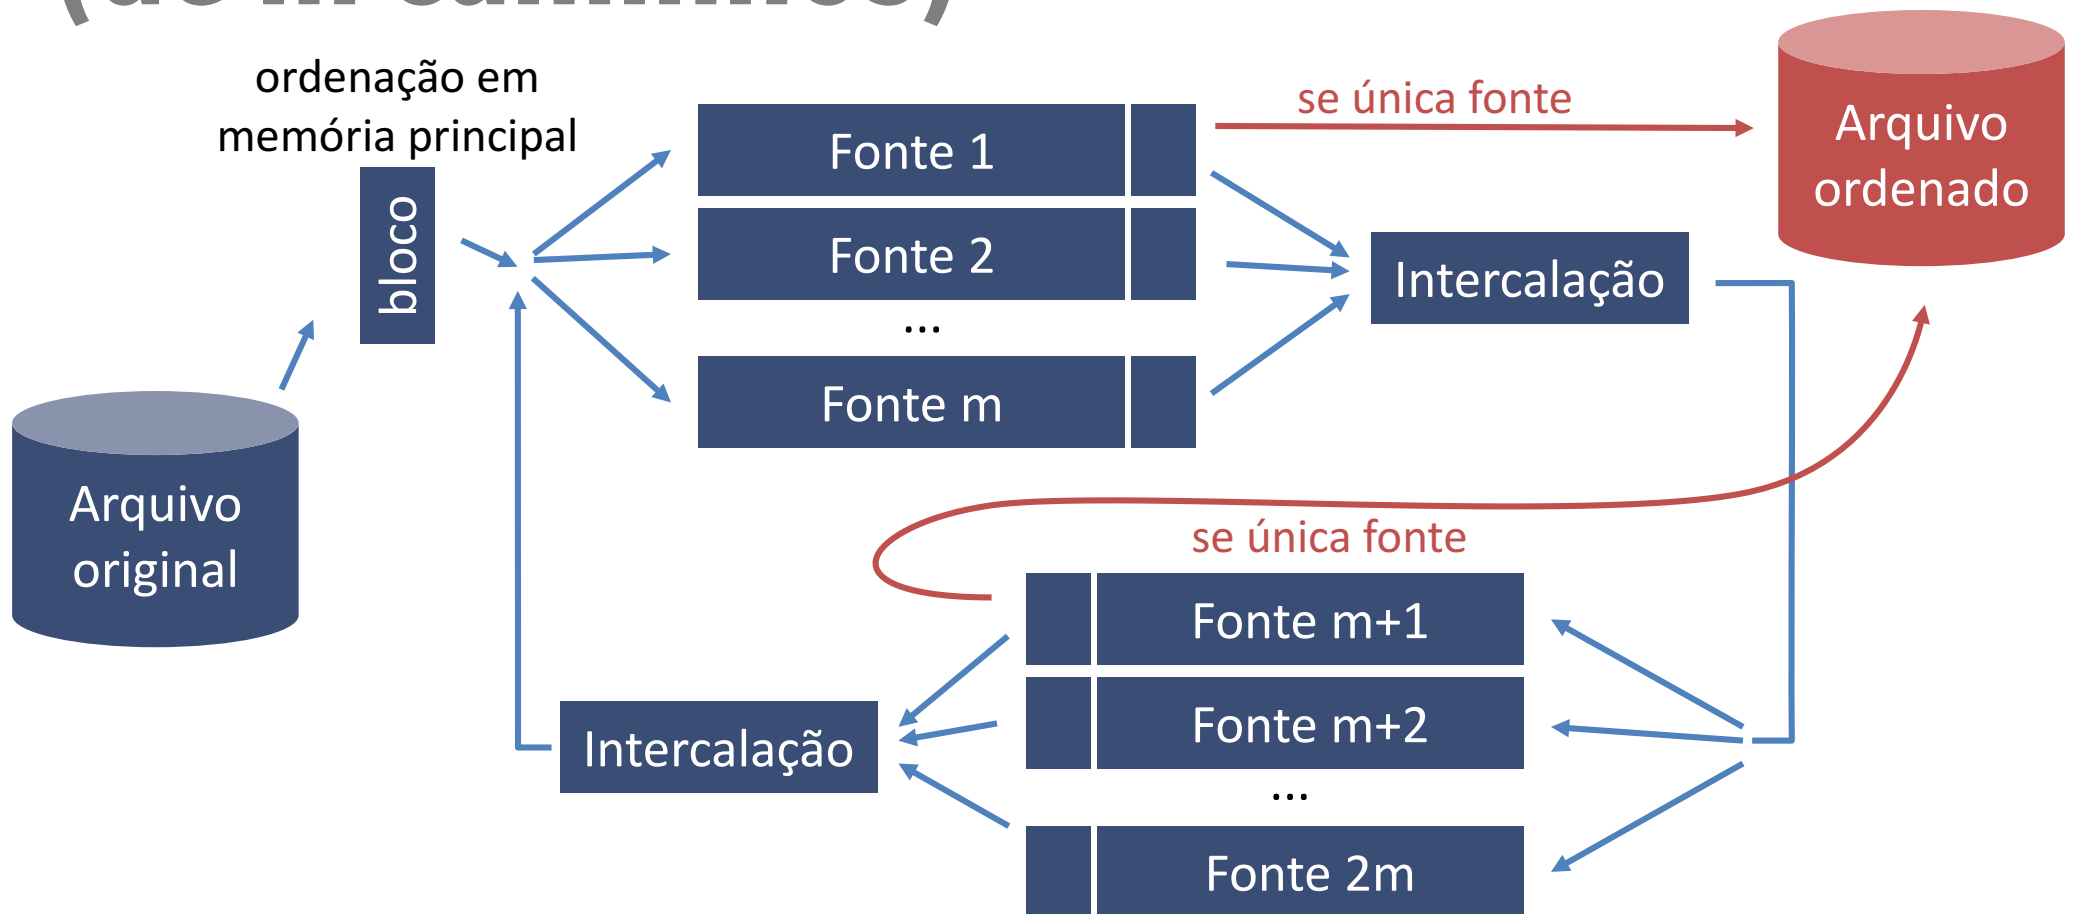 ordenação em
memória principal
bloco
Fonte 1
Fonte 2
...
Fonte m
se única fonte
Intercalação
Arquivo
ordenado
Arquivo
original
se única fonte
Fonte m+1
Fonte m+2
...
Fonte 2m
Intercalação